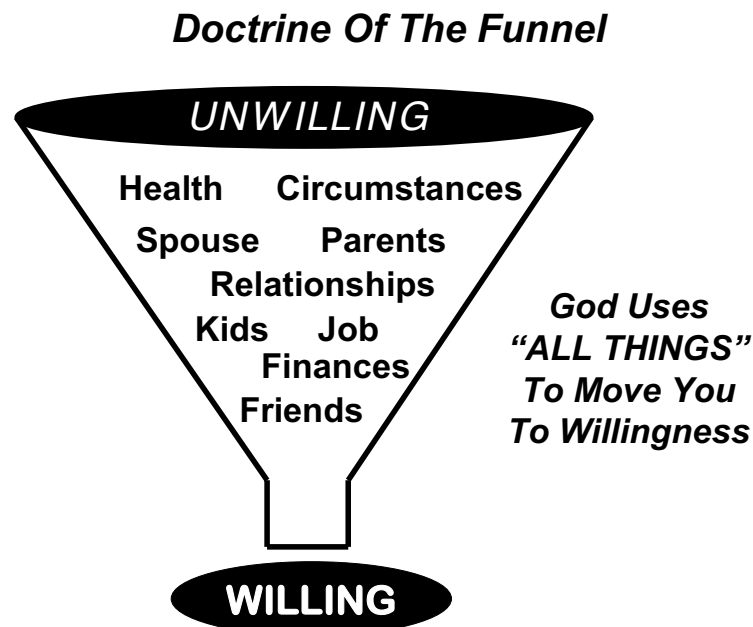 Doctrine Of The Funnel
UNWILLING
Health Circumstances
Spouse Parents
Relationships
Kids Job
Finances
Friends
God Uses
“ALL THINGS”
To Move You
To Willingness
WILLING